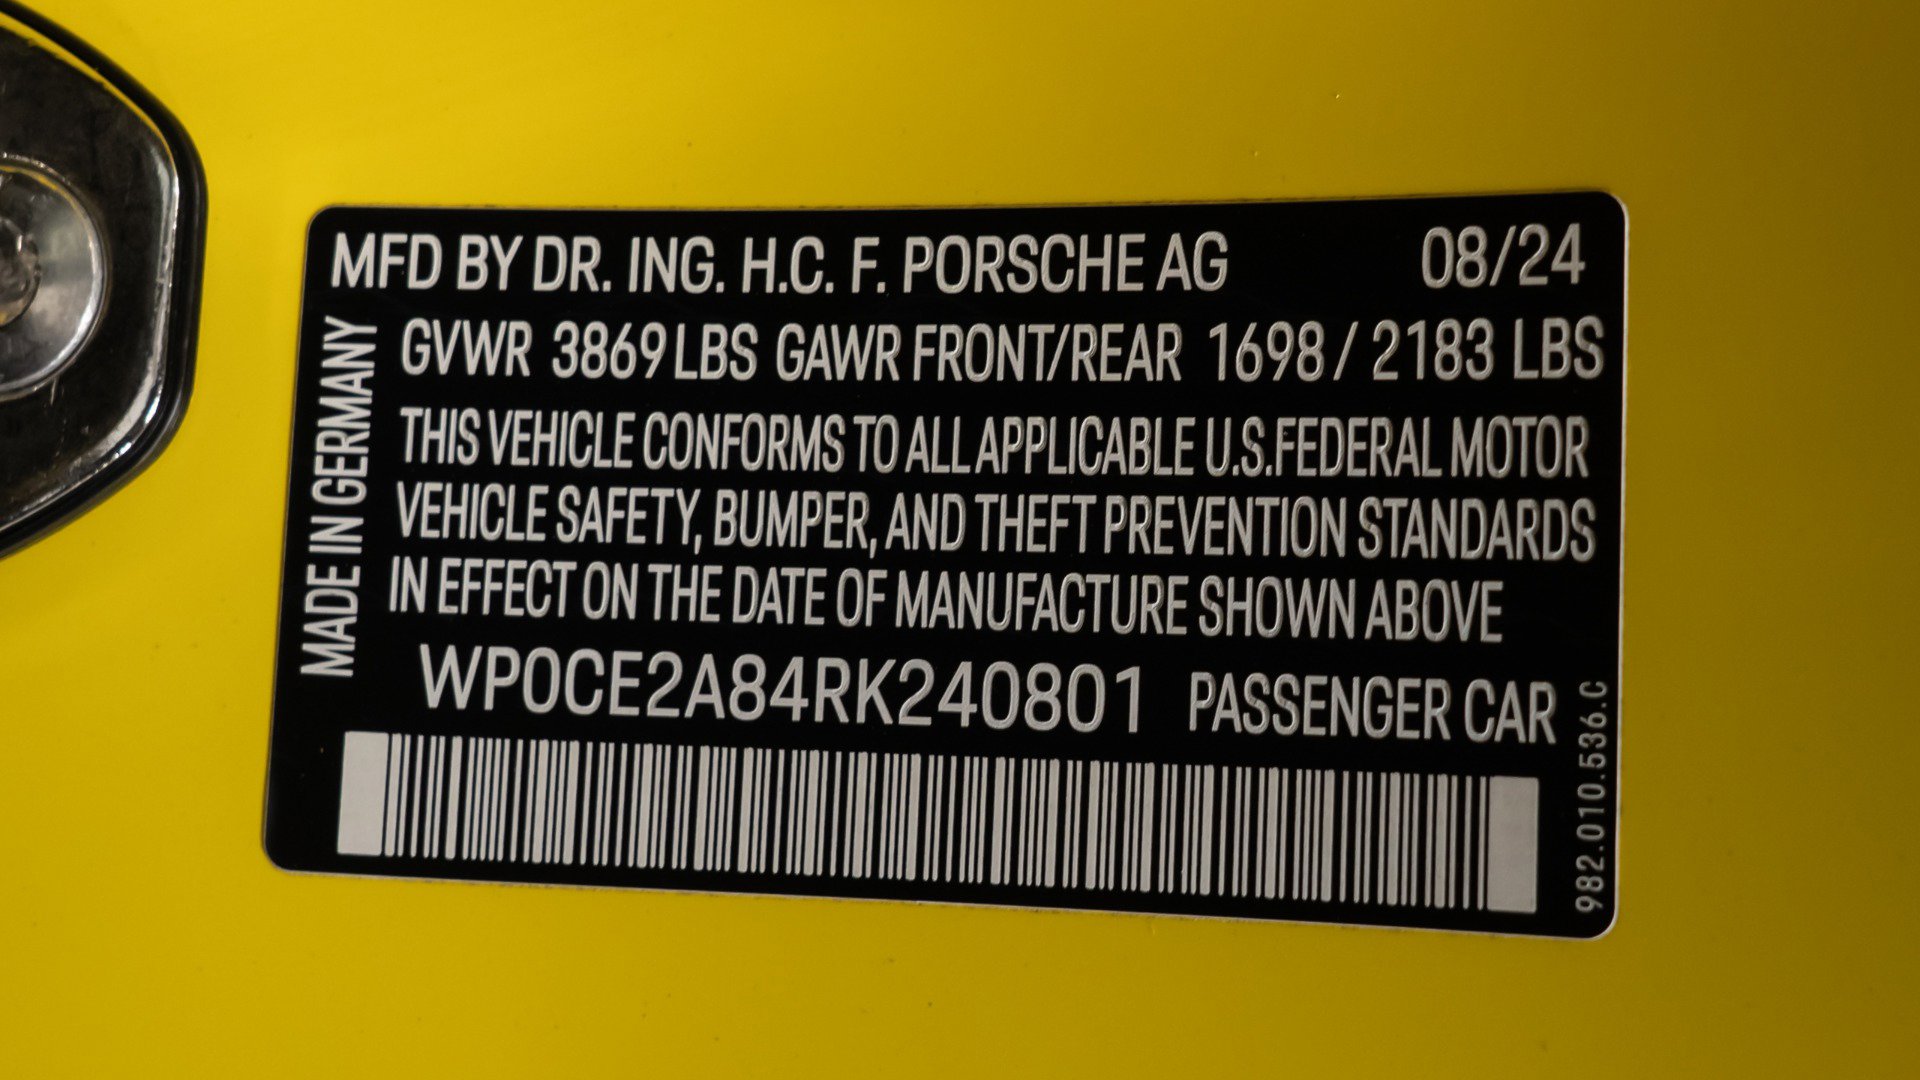 MFD BY DR. ING. H.C. F. PORSCHE AG 08/24
GVWR 3869 LBS GAWR FRONT/REAR 1698 / 2183 LBS
THIS VEHICLE CONFORMS TO ALL APPLICABLE U.S.FEDERAL MOTOR
VEHICLE SAFETY, BUMPER, AND THEFT PREVENTION STANDARDS
IN EFFECT ON THE DATE OF MANUFACTURE SHOWN ABOVE
WP0CE2A84RK240801 PASSENGER CAR
MADE IN GERMANY
982.010.536.C